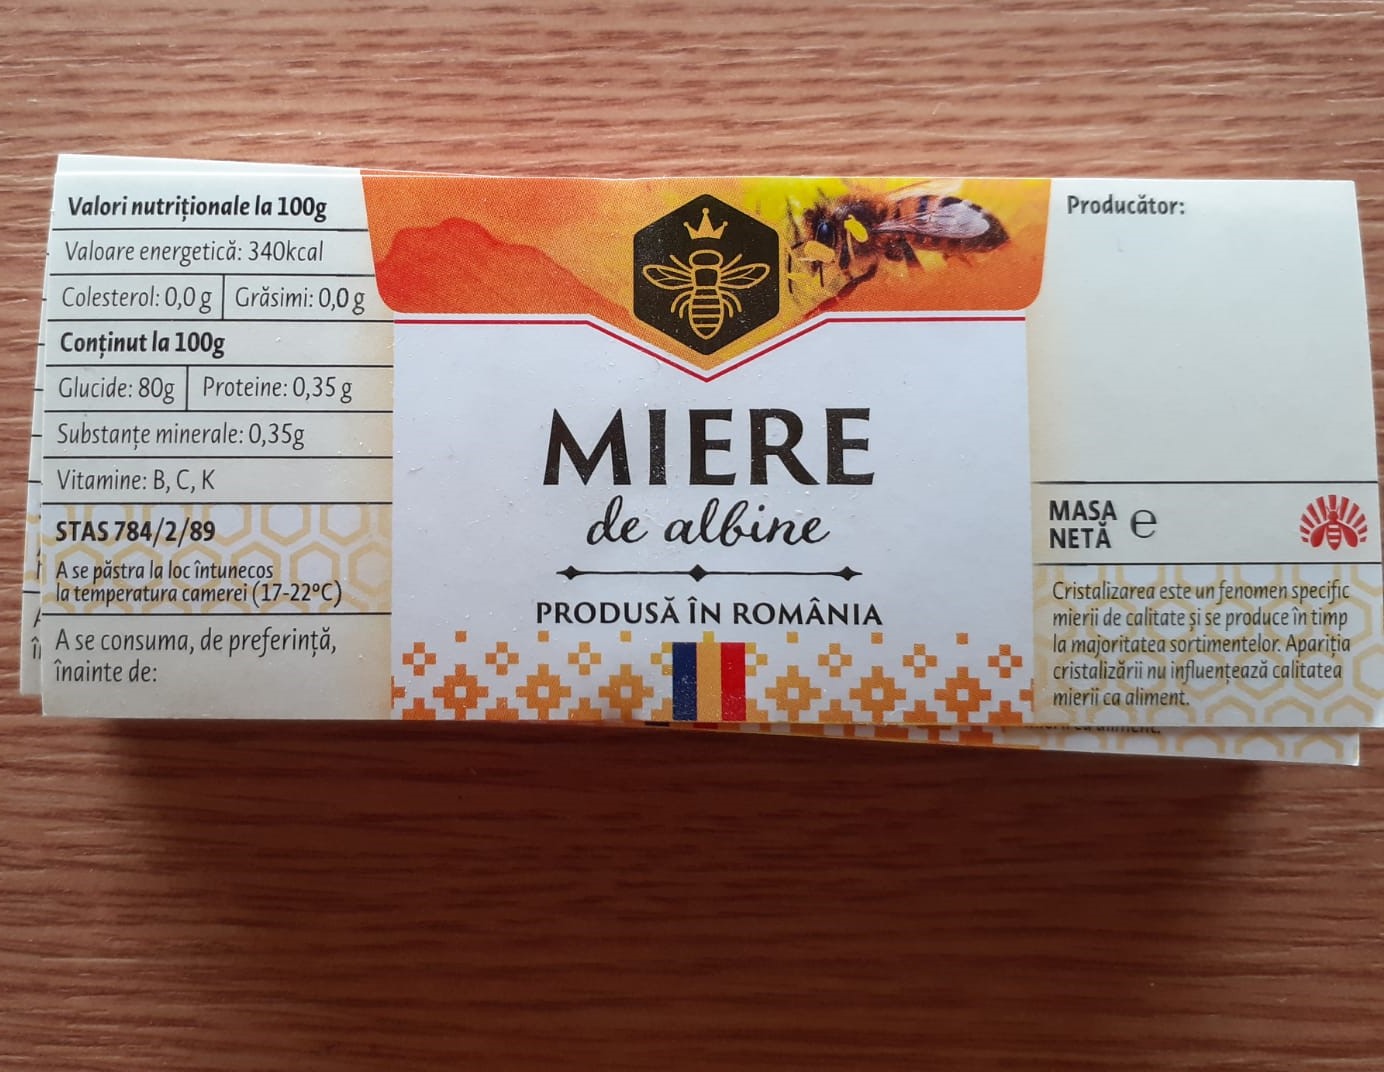 Valori nutriționale la 100g
Valoare energetică: 340kcal
Colesterol: 0,0 g Grăsimi: 0,0 g
Conținut la 100g
Glucide: 80g Proteine: 0,35 g
Substanțe minerale: 0,35g
Vitamine: B, C, K
STAS 784/2/89
A se păstra la loc întunecos
la temperatura camerei (17-22°C)
A se consuma, de preferință,
înainte de:
MIERE
de albine
PRODUSĂ ÎN ROMÂNIA
Producător:
MASA
NETĂ ℮
Cristalizarea este un fenomen specific
mierii de calitate și se produce în timp
la majoritatea sortimentelor. Apariția
cristalizării nu influențează calitatea
mierii ca aliment.